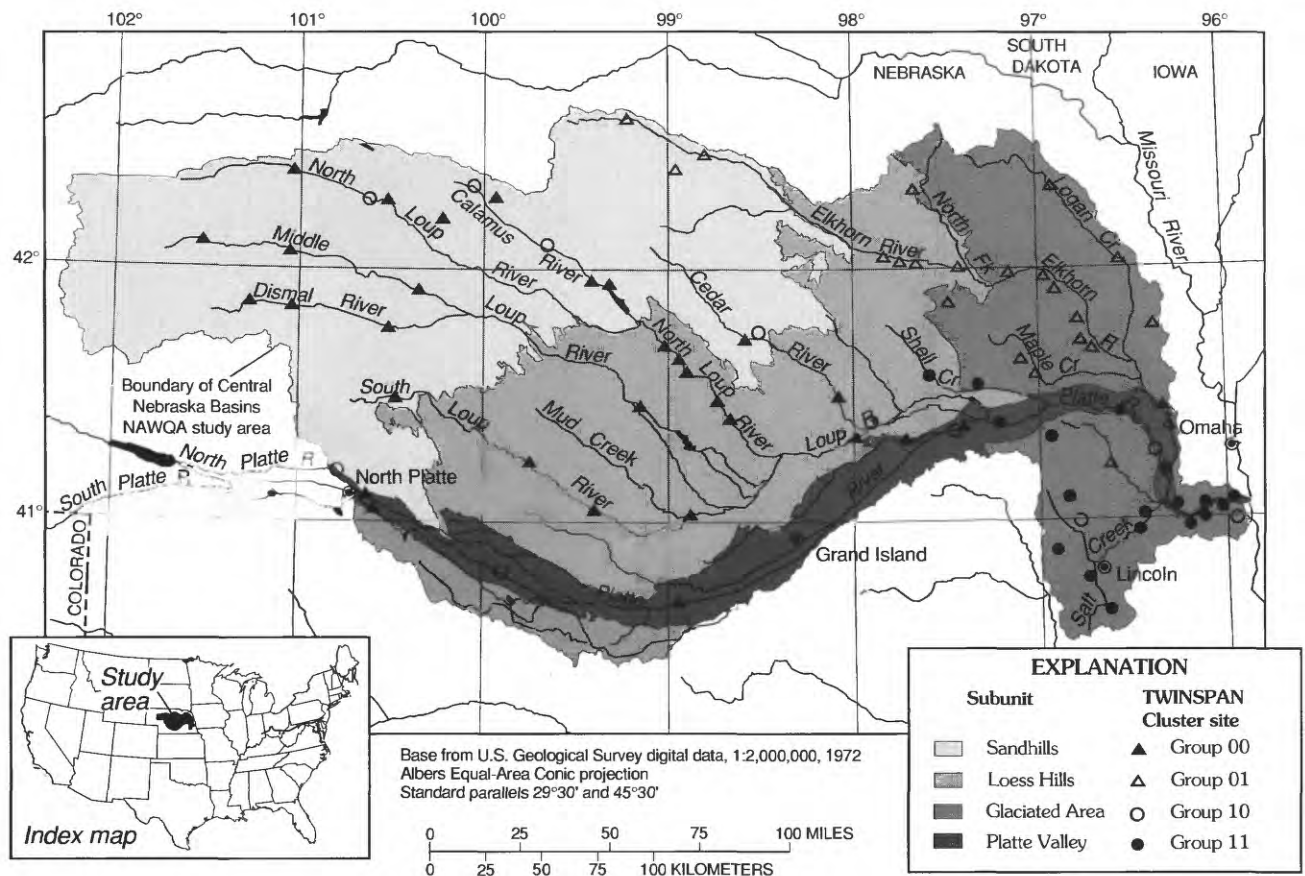 102° 101° 100° 99° 98° 97° 96°
SOUTH
DAKOTA
NEBRASKA
IOWA
Missouri River
North Loup River
Calamus River
Elkhorn River
North Fk
Logan Cr
Elkhorn R
42°
Middle Loup River
Dismal River
Cedar River
North Loup River
Shell Cr
Maple Cr
Boundary of Central
Nebraska Basins
NAWQA study area
South Loup River
Mud Creek
Loup R
Platte R
Omaha
North Platte R
North Platte
South Platte R
41°
River
Grand Island
COLORADO
Platte
Salt Creek
Lincoln
Study
area
Index map
Base from U.S. Geological Survey digital data, 1:2,000,000, 1972
Albers Equal-Area Conic projection
Standard parallels 29°30' and 45°30'
0 25 50 75 100 MILES
0 25 50 75 100 KILOMETERS
EXPLANATION
Subunit TWINSPAN
Cluster site
Sandhills Group 00
Loess Hills Group 01
Glaciated Area Group 10
Platte Valley Group 11